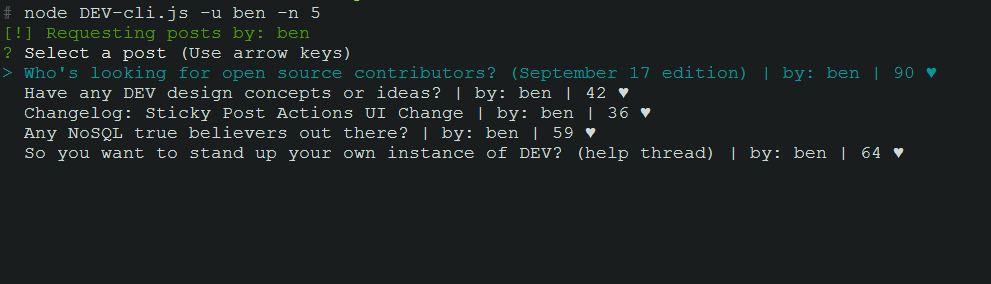 # node DEV-cli.js -u ben -n 5
[!] Requesting posts by: ben
? Select a post (Use arrow keys)
> Who's looking for open source contributors? (September 17 edition) | by: ben | 90 ♥
Have any DEV design concepts or ideas? | by: ben | 42 ♥
Changelog: Sticky Post Actions UI Change | by: ben | 36 ♥
Any NoSQL true believers out there? | by: ben | 59 ♥
So you want to stand up your own instance of DEV? (help thread) | by: ben | 64 ♥